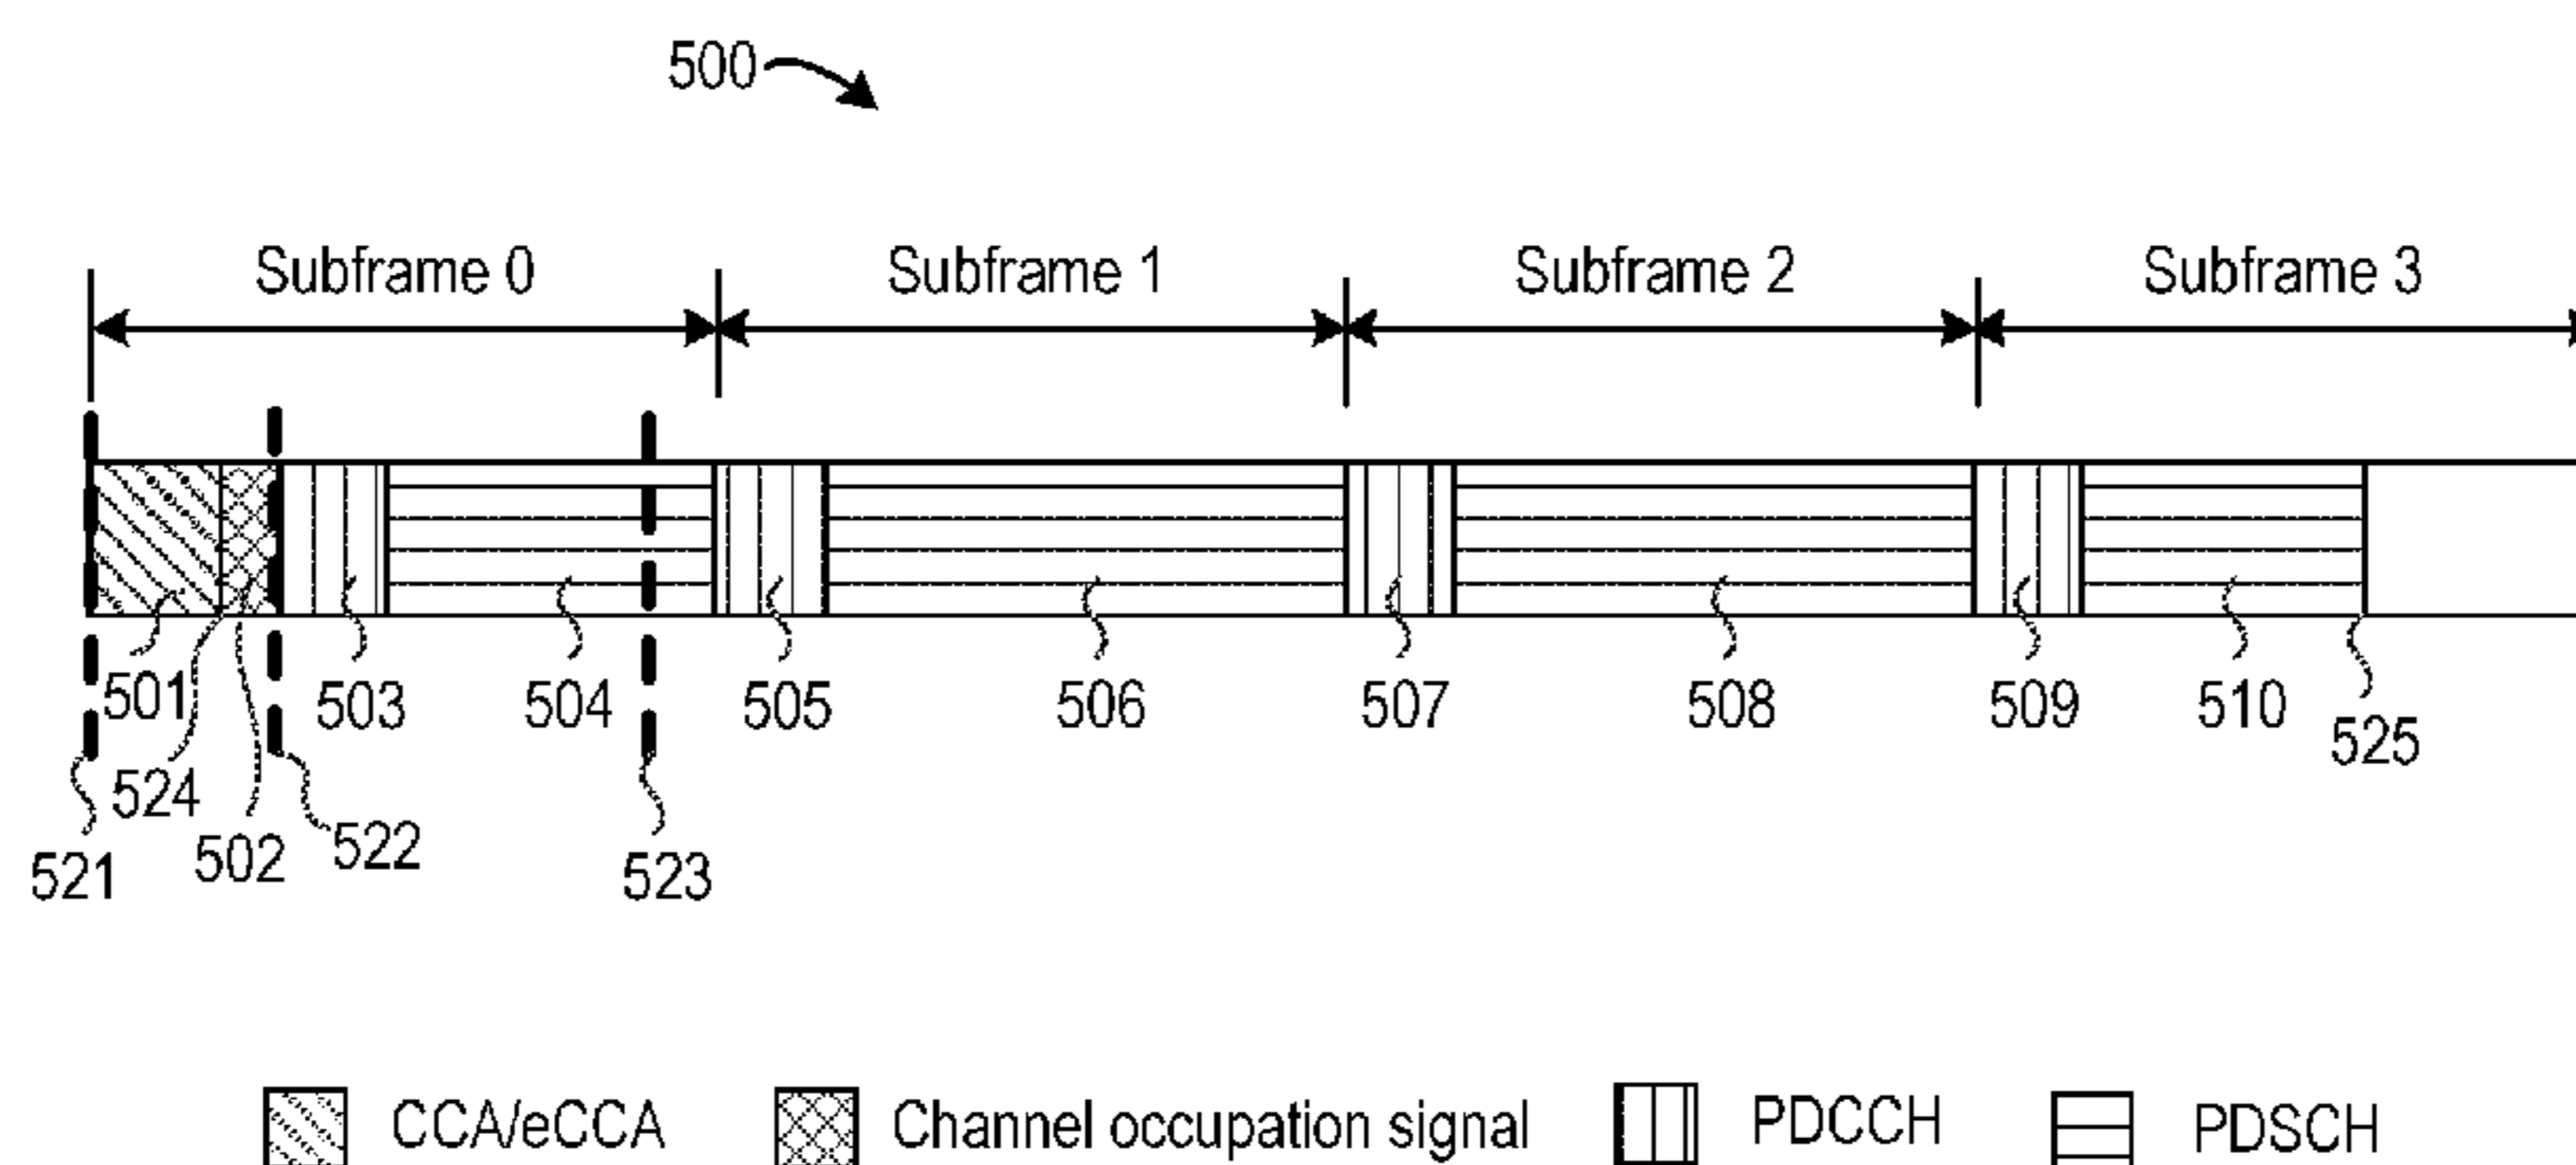 500
Subframe 0 Subframe 1 Subframe 2 Subframe 3
501 503 504 505 506 507 508 509 510 525
524 502 522
521 523
CCA/eCCA Channel occupation signal PDCCH PDSCH